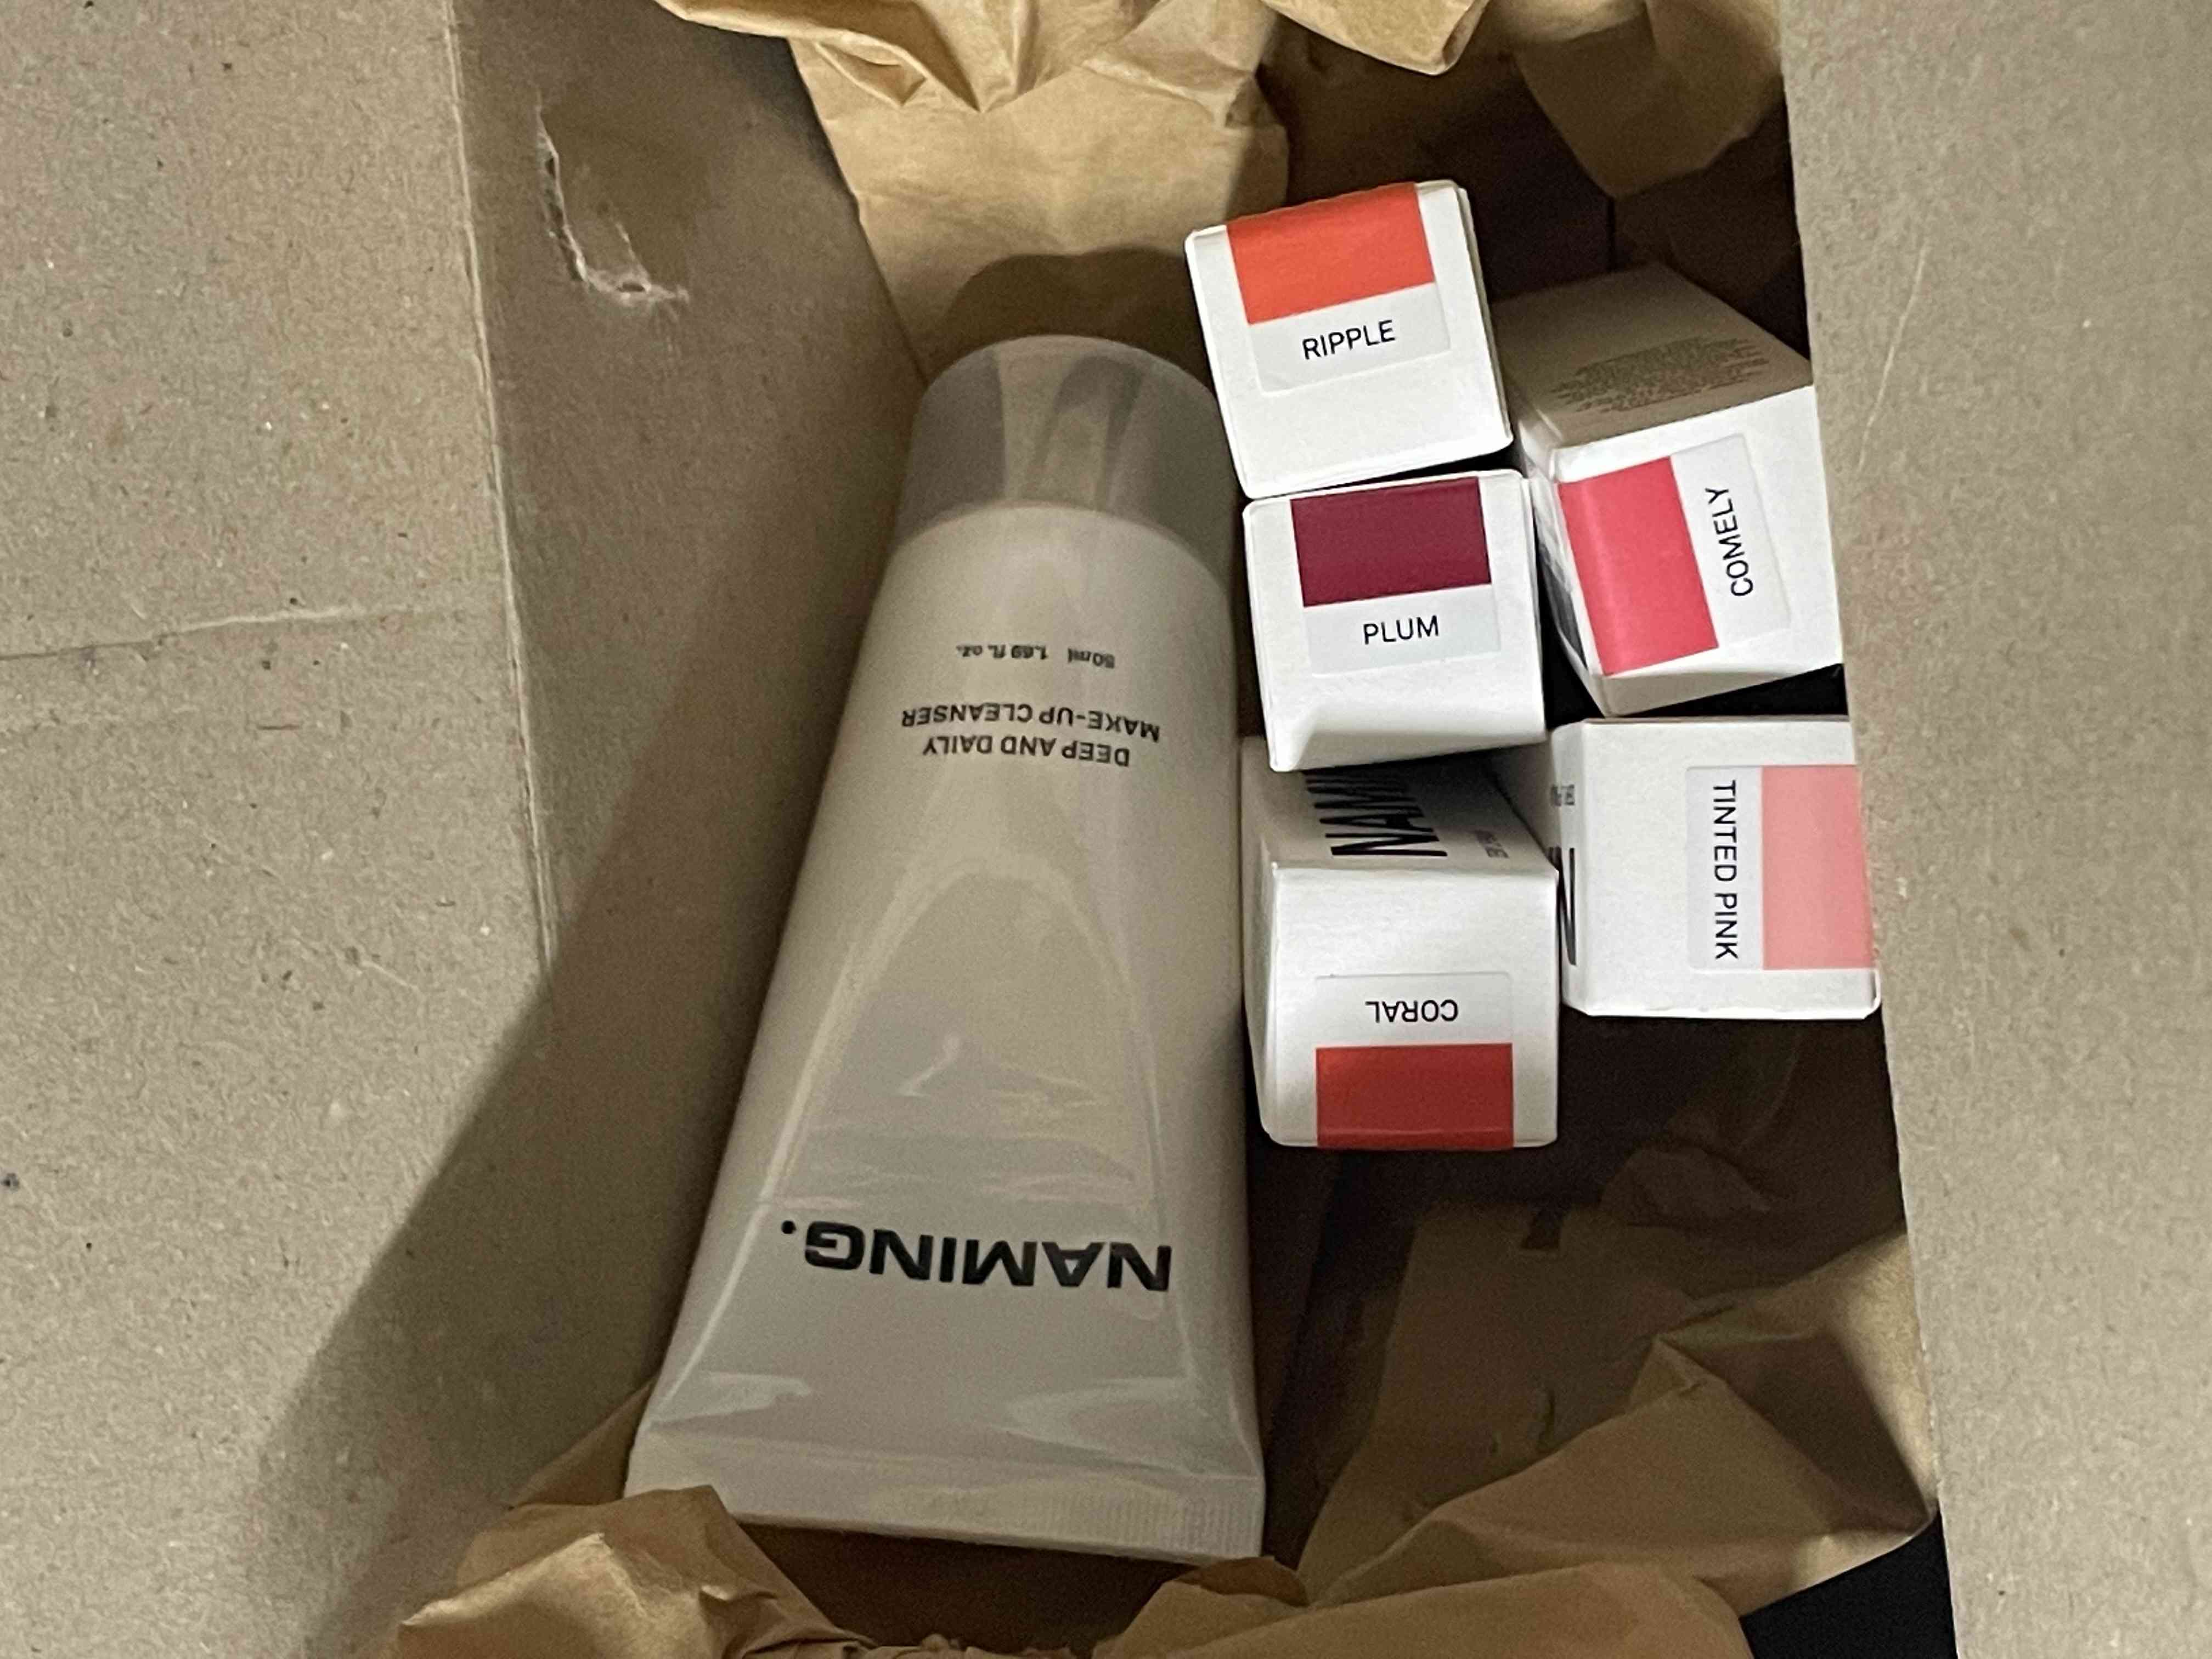 NAMING.
DEEP AND DAILY
MAKE-UP CLEANSER
50ml 1.69 fl. oz.
CORAL
PLUM
RIPPLE
TINTED PINK
COMELY